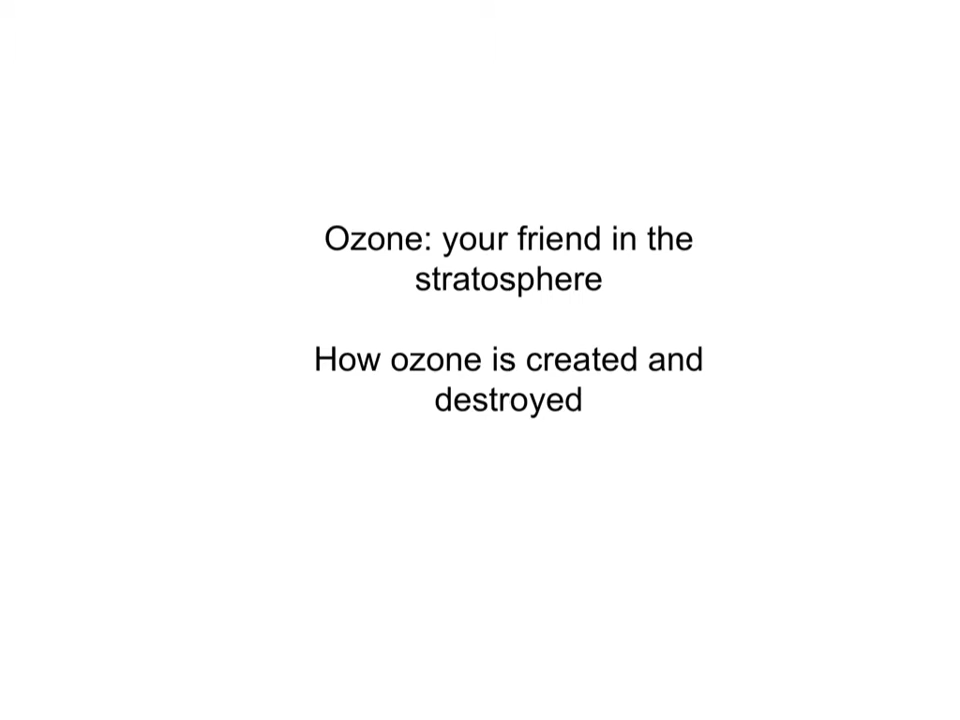 Ozone: your friend in the
stratosphere
How ozone is created and
destroyed